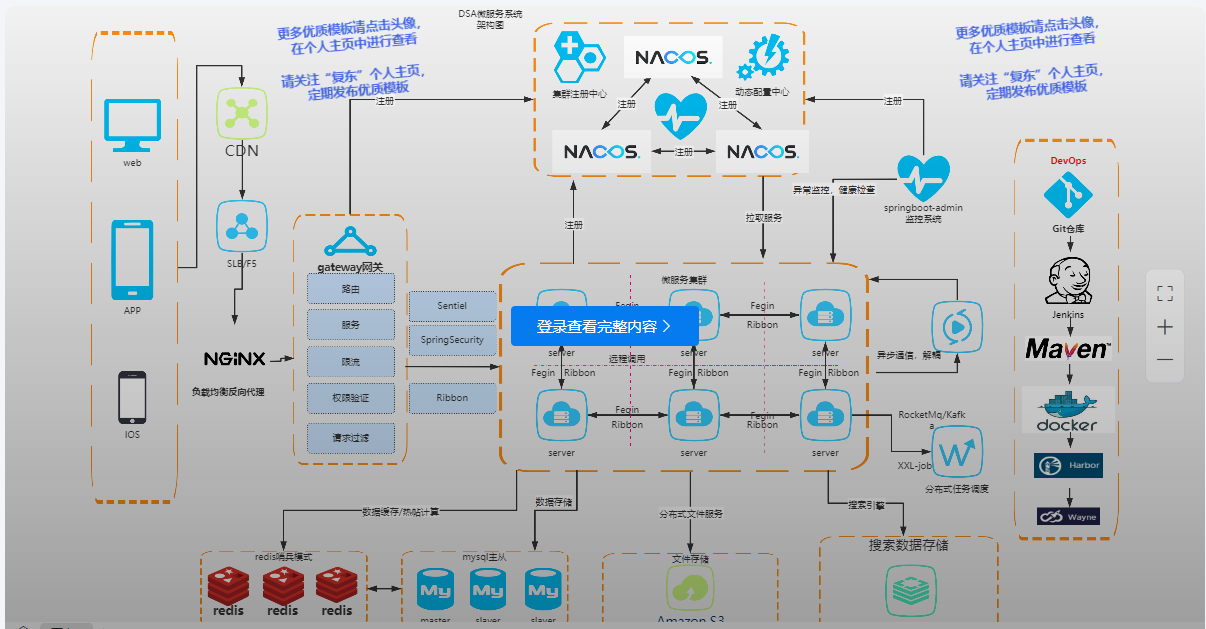 DSA微服务系统
架构图
更多优质模板请点击头像,
在个人主页中进行查看
请关注“复东”个人主页,
定期发布优质模板
更多优质模板请点击头像,
在个人主页中进行查看
请关注“复东”个人主页,
定期发布优质模板
web
APP
IOS
CDN
SLB/F5
NGINX
负载均衡反向代理
注册
gateway网关
路由
服务
限流
权限验证
请求过滤
Sentiel
SpringSecurity
Ribbon
集群注册中心
NACOS.
动态配置中心
注册
注册
NACOS.
注册
NACOS.
注册
拉取服务
注册
异常监控，健康检查
springboot-admin
监控系统
微服务集群
Fegin
Fegin
Ribbon
登录查看完整内容
server
server
server
远程调用
Fegin
Ribbon
Fegin
Ribbon
Fegin
Ribbon
Fegin
Ribbon
Fegin
Ribbon
server
server
server
异步通信，解耦
RocketMq/Kafk
a
XXL-job
分布式任务调度
数据缓存/热帖计算
数据存储
分布式文件服务
搜索引擎
redis哨兵模式
redis
redis
redis
mysql主从
My
My
My
master
slaver
slaver
文件存储
Amazon S3
搜索数据存储
DevOps
Git仓库
Jenkins
Maven™
docker
Harbor
Wayne